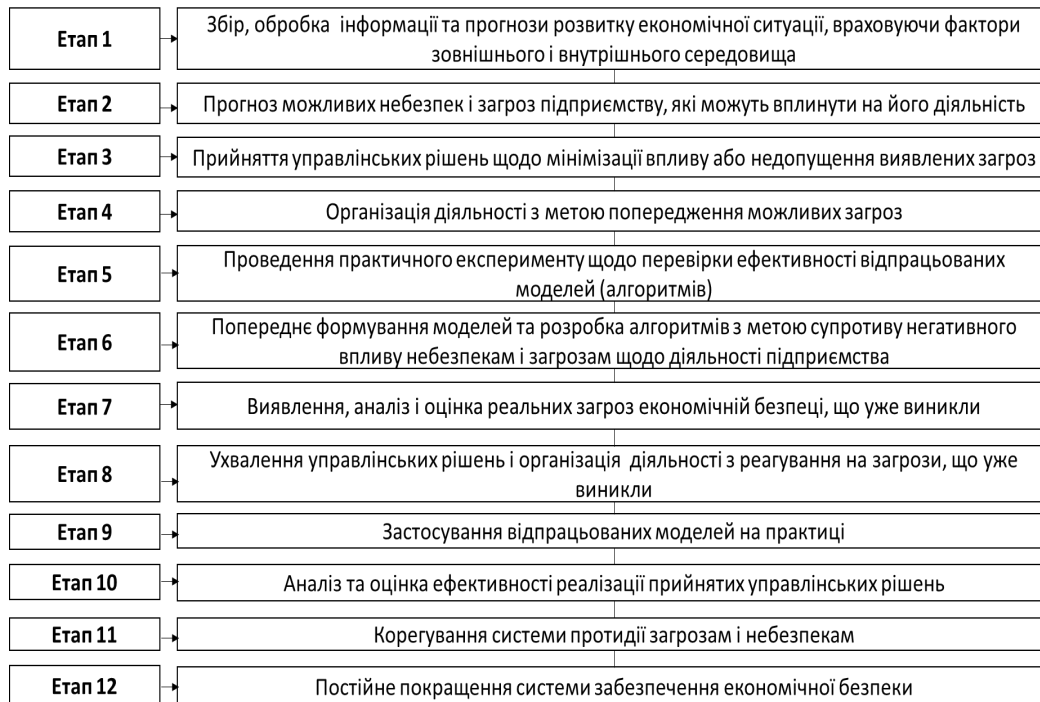 Етап 1
Збір, обробка інформації та прогнози розвитку економічної ситуації, враховуючи фактори
зовнішнього і внутрішнього середовища
Етап 2
Прогноз можливих небезпек і загроз підприємству, які можуть вплинути на його діяльність
Етап 3
Прийняття управлінських рішень щодо мінімізації впливу або недопущення виявлених загроз
Етап 4
Організація діяльності з метою попередження можливих загроз
Етап 5
Проведення практичного експерименту щодо перевірки ефективності відпрацьованих
моделей (алгоритмів)
Етап 6
Попереднє формування моделей та розробка алгоритмів з метою супротиву негативного
впливу небезпекам і загрозам щодо діяльності підприємства
Етап 7
Виявлення, аналіз і оцінка реальних загроз економічній безпеці, що уже виникли
Етап 8
Ухвалення управлінських рішень і організація діяльності з реагування на загрози, що уже
виникли
Етап 9
Застосування відпрацьованих моделей на практиці
Етап 10
Аналіз та оцінка ефективності реалізації прийнятих управлінських рішень
Етап 11
Корегування системи протидії загрозам і небезпекам
Етап 12
Постійне покращення системи забезпечення економічної безпеки